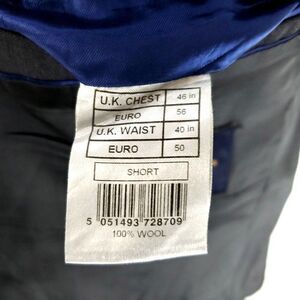 U.K. CHEST 46 in
EURO 56
U.K. WAIST 40 in
EURO 50
SHORT
5 051493 728709
100% WOOL